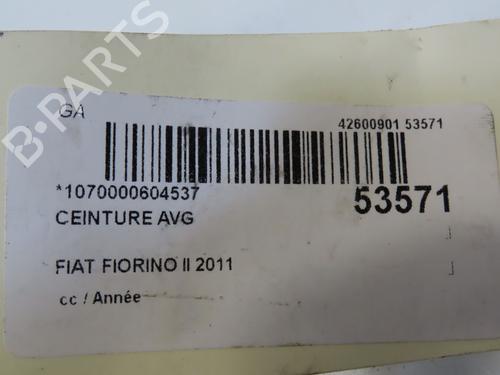 B-PARTS
GA
42600901 53571
*1070000604537
53571
CEINTURE AVG
FIAT FIORINO II 2011
cc / Année